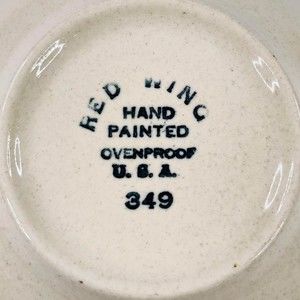 RED WING
HAND
PAINTED
OVENPROOF
U.S.A.
349